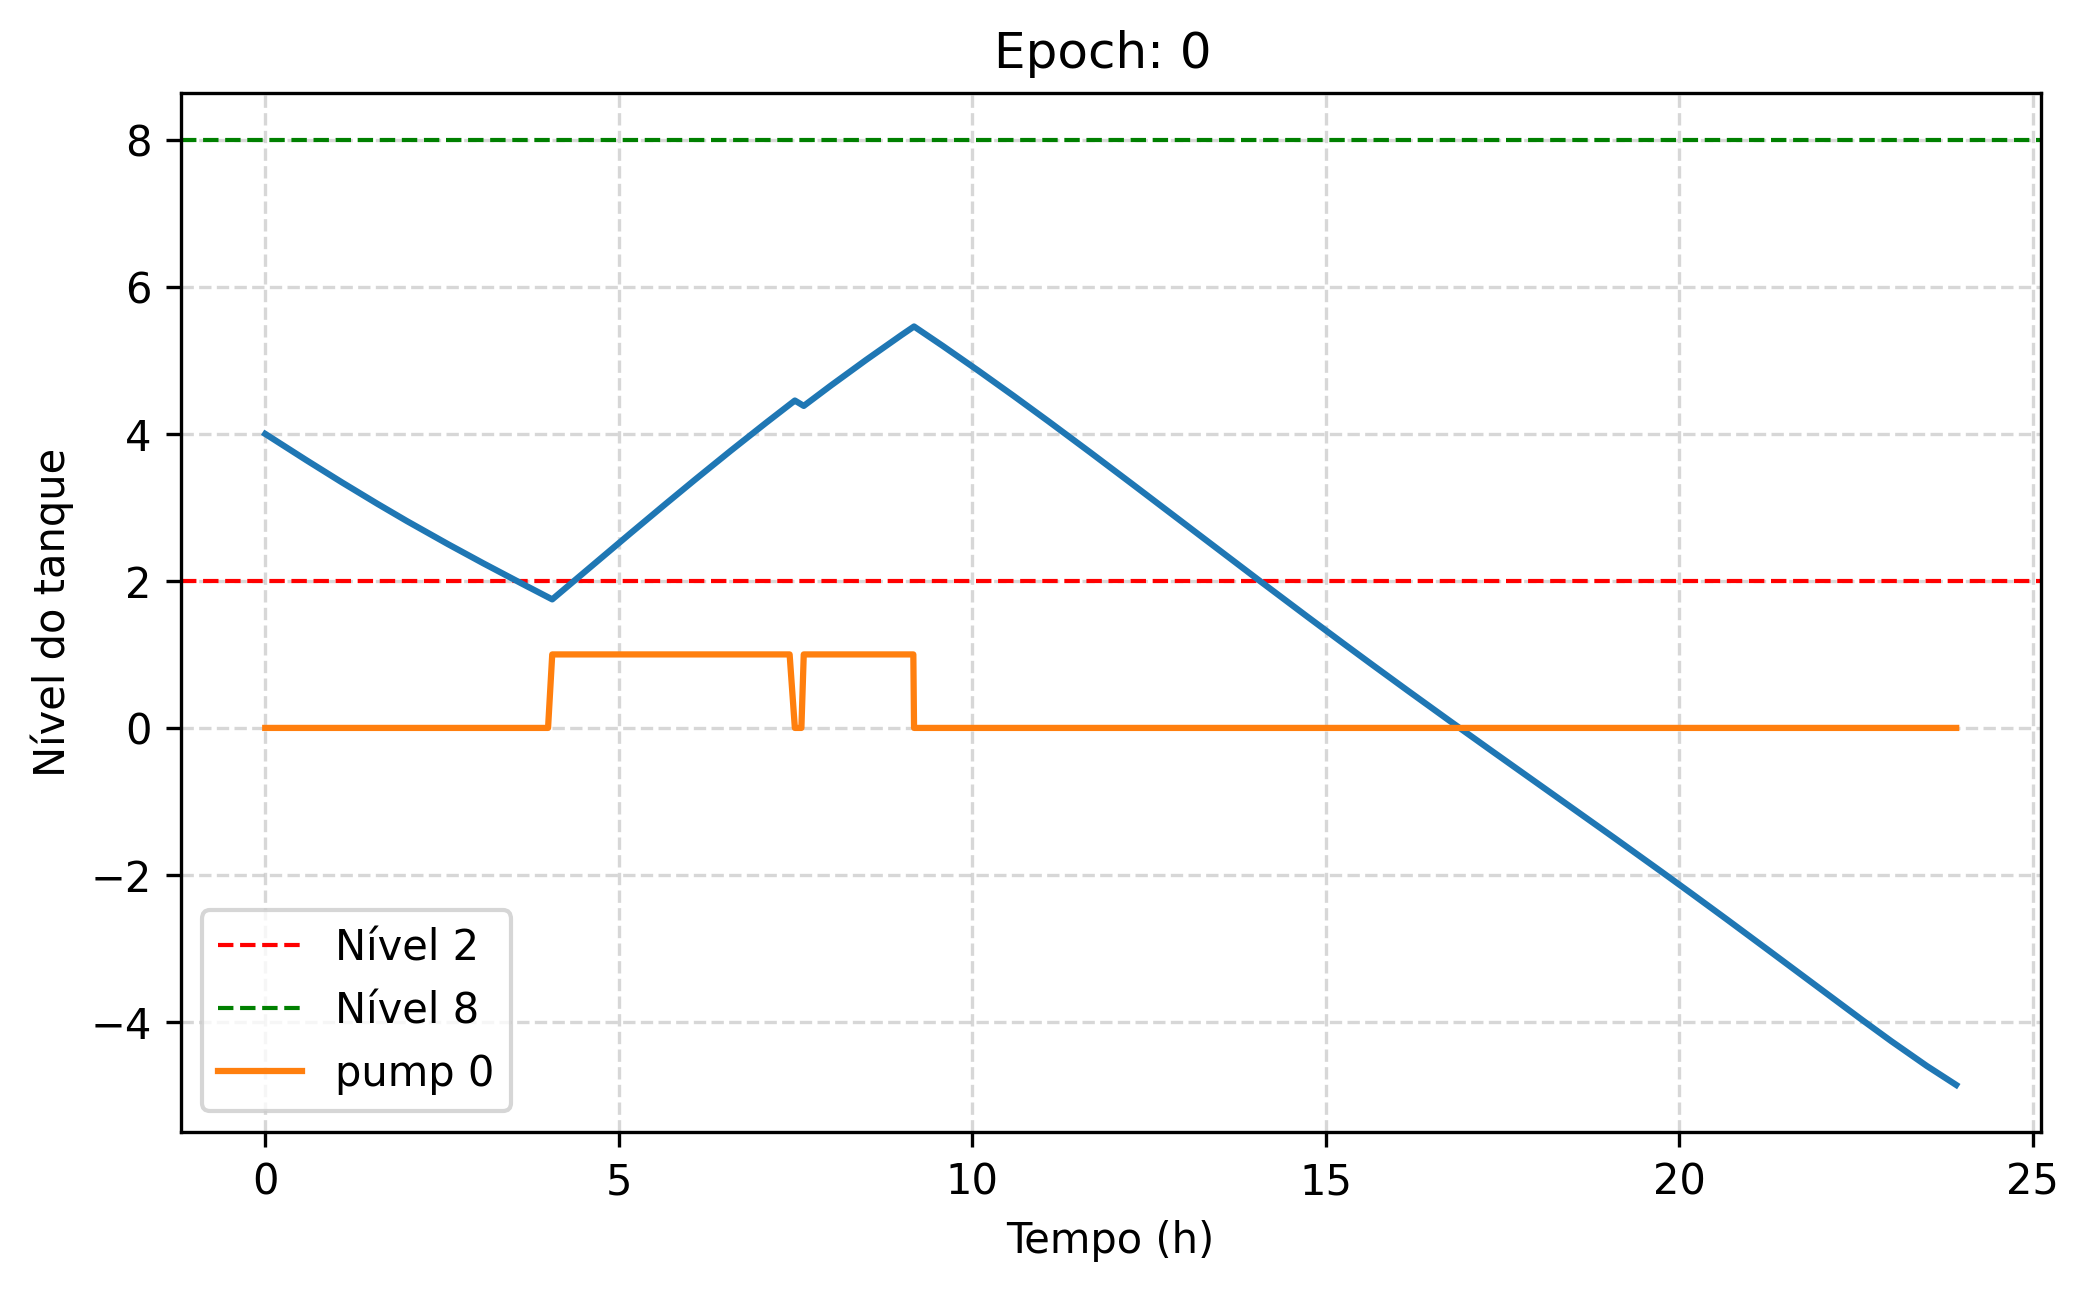 Epoch: 0
8
6
4
2
0
−2
−4
Nível do tanque
Nível 2
Nível 8
pump 0
0 5 10 15 20 25
Tempo (h)